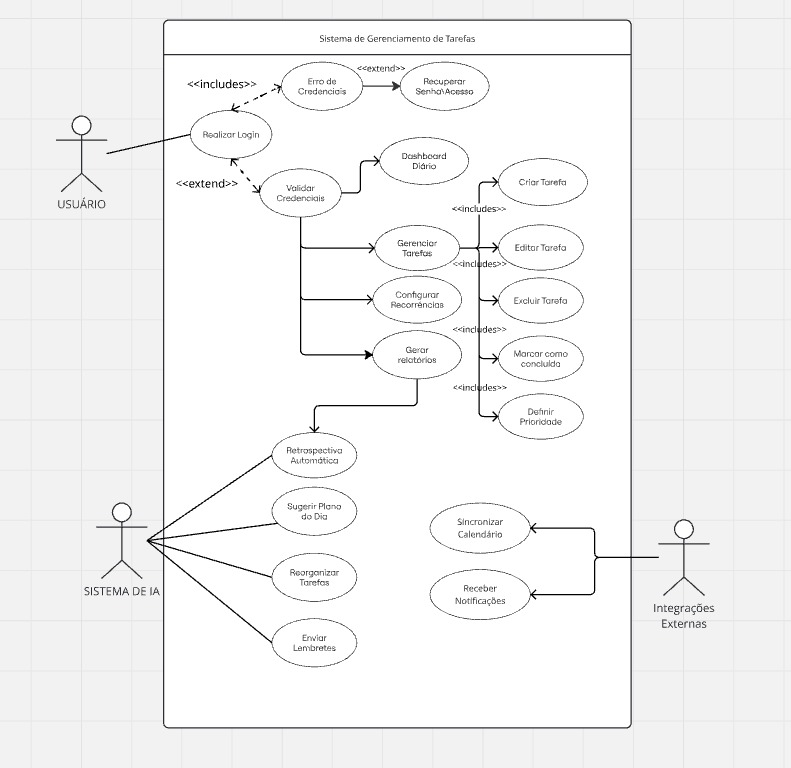 Sistema de Gerenciamento de Tarefas
<<extend>>
<<includes>>
Erro de
Credenciais
Recuperar
Senha\Acesso
Realizar Login
USUÁRIO
<<extend>>
Validar
Credenciais
Dashboard
Diário
Criar Tarefa
<<includes>>
Gerenciar
Tarefas
Editar Tarefa
<<includes>>
Configurar
Recorrências
Excluir Tarefa
<<includes>>
Gerar
relatórios
Marcar como
concluída
<<includes>>
Definir
Prioridade
Retrospectiva
Automática
Sugerir Plano
do Dia
Sincronizar
Calendário
SISTEMA DE IA
Reorganizar
Tarefas
Receber
Notificações
Integrações
Externas
Enviar
Lembretes